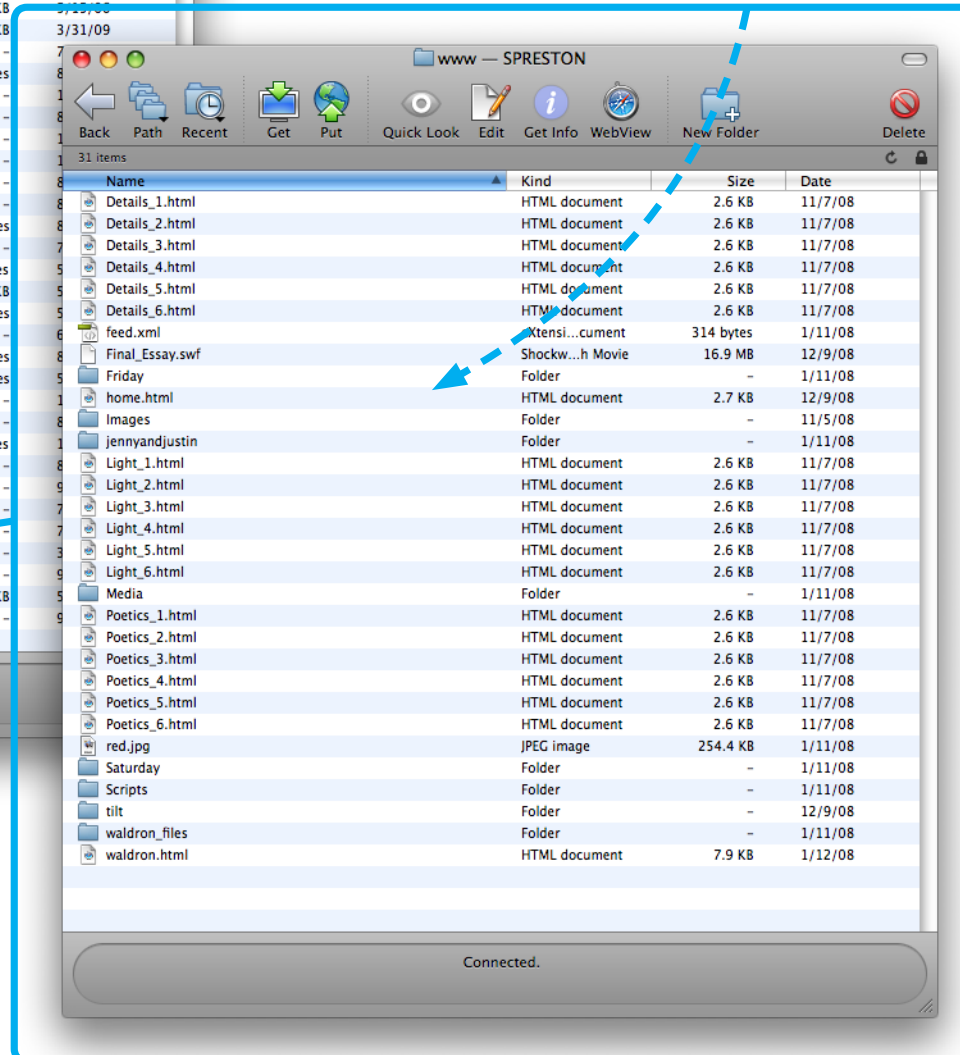 KB 5/15/08
KB 3/31/09
www — SPRESTON
Back Path Recent Get Put Quick Look Edit Get Info WebView New Folder Delete
31 items
Name Kind Size Date
Details_1.html HTML document 2.6 KB 11/7/08
Details_2.html HTML document 2.6 KB 11/7/08
Details_3.html HTML document 2.6 KB 11/7/08
Details_4.html HTML document 2.6 KB 11/7/08
Details_5.html HTML document 2.6 KB 11/7/08
Details_6.html HTML document 2.6 KB 11/7/08
feed.xml eXtensi...cument 314 bytes 1/11/08
Final_Essay.swf Shockw...h Movie 16.9 MB 12/9/08
Friday Folder – 1/11/08
home.html HTML document 2.7 KB 12/9/08
Images Folder – 11/5/08
jennyandjustin Folder – 1/11/08
Light_1.html HTML document 2.6 KB 11/7/08
Light_2.html HTML document 2.6 KB 11/7/08
Light_3.html HTML document 2.6 KB 11/7/08
Light_4.html HTML document 2.6 KB 11/7/08
Light_5.html HTML document 2.6 KB 11/7/08
Light_6.html HTML document 2.6 KB 11/7/08
Media Folder – 1/11/08
Poetics_1.html HTML document 2.6 KB 11/7/08
Poetics_2.html HTML document 2.6 KB 11/7/08
Poetics_3.html HTML document 2.6 KB 11/7/08
Poetics_4.html HTML document 2.6 KB 11/7/08
Poetics_5.html HTML document 2.6 KB 11/7/08
Poetics_6.html HTML document 2.6 KB 11/7/08
red.jpg JPEG image 254.4 KB 1/11/08
Saturday Folder – 1/11/08
Scripts Folder – 1/11/08
tilt Folder – 12/9/08
waldron_files Folder – 1/11/08
waldron.html HTML document 7.9 KB 1/12/08
Connected.